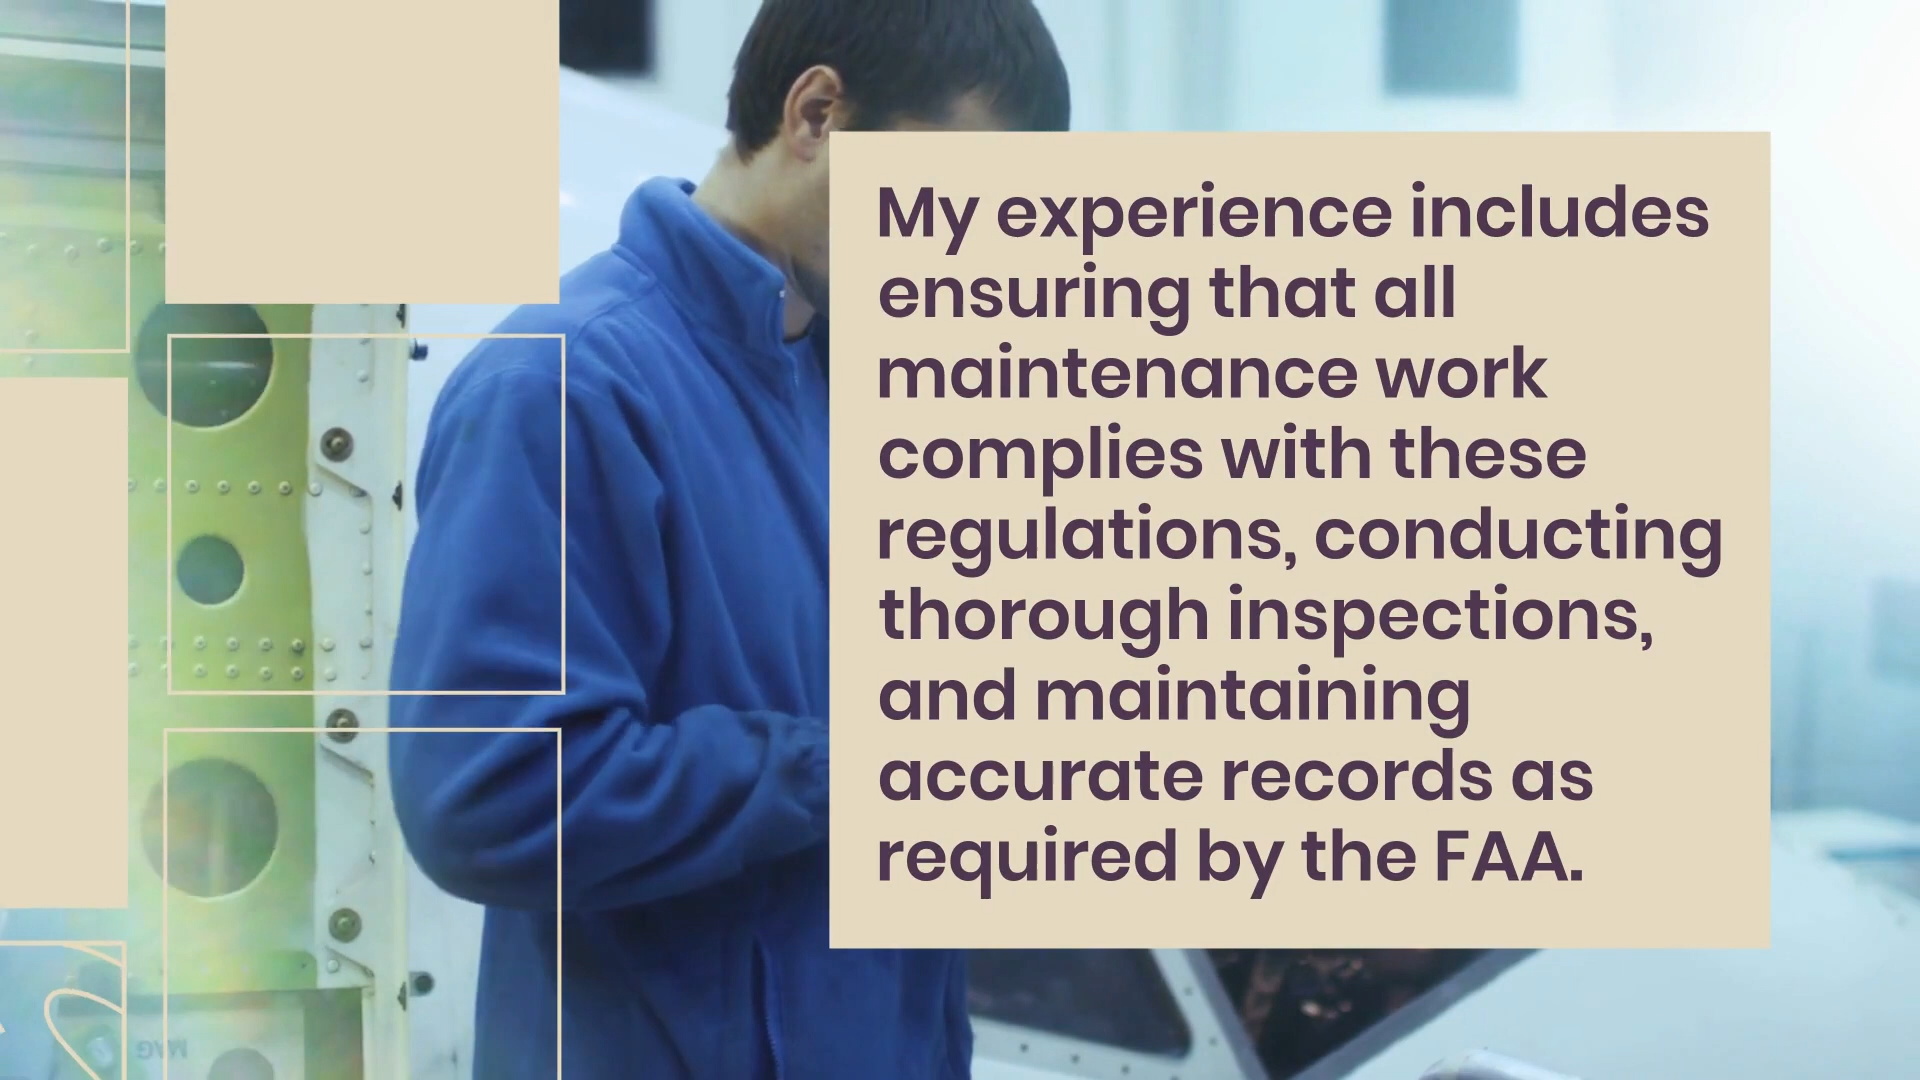 My experience includes
ensuring that all
maintenance work
complies with these
regulations, conducting
thorough inspections,
and maintaining
accurate records as
required by the FAA.